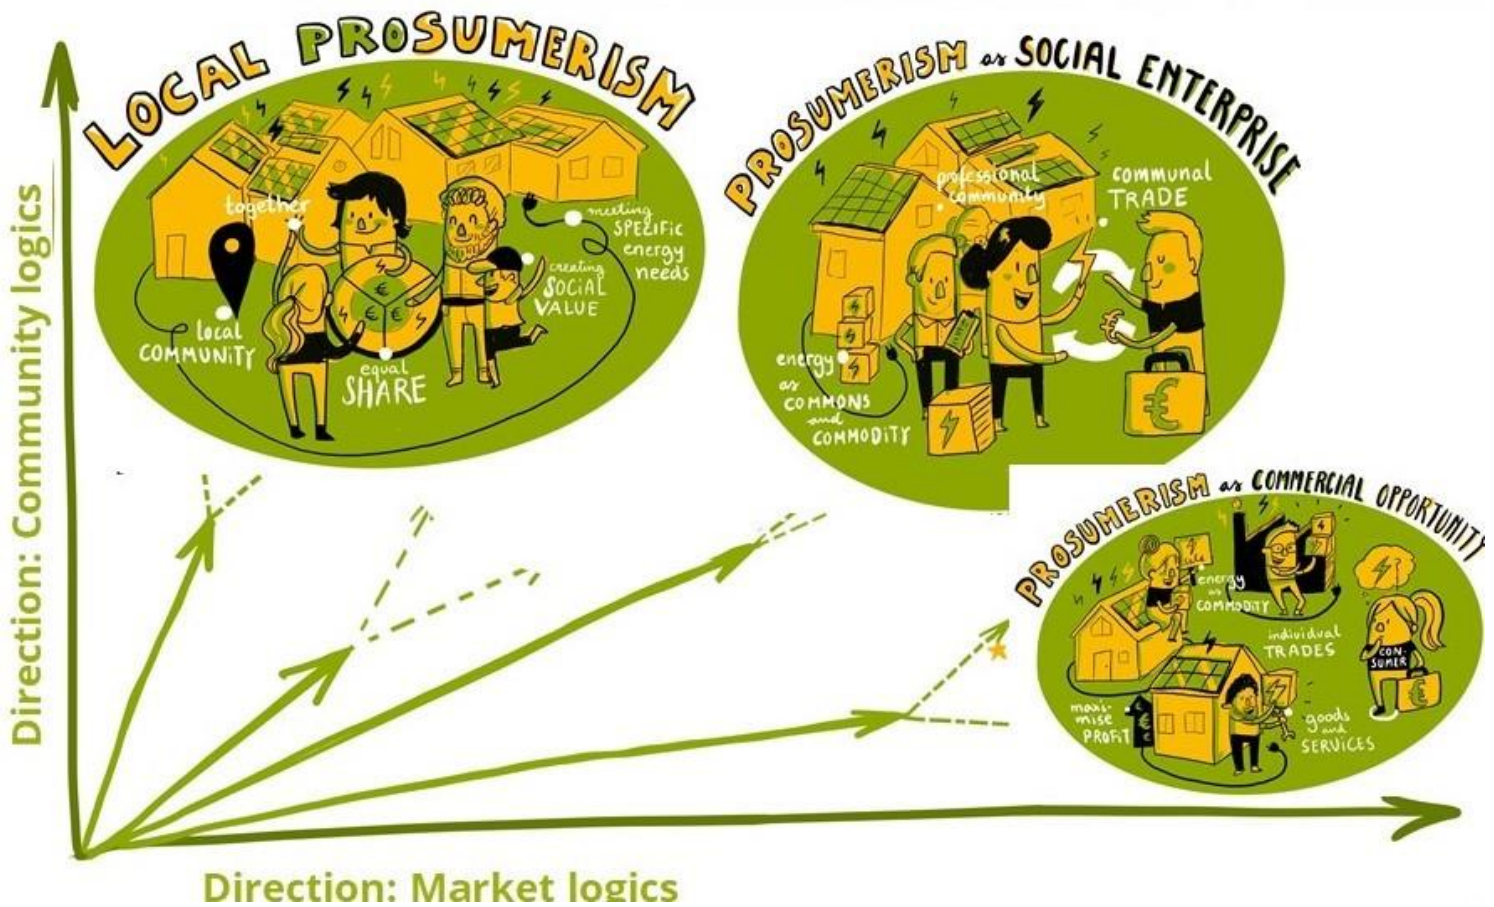 LOCAL PROSUMERISM
together
local
COMMUNITY
equal
SHARE
creating
SOCIAL
VALUE
meeting
SPECIFIC
energy
needs
PROSUMERISM as SOCIAL ENTERPRISE
professional
community
communal
TRADE
energy
as
COMMONS
and
COMMODITY
€
PROSUMERISM as COMMERCIAL OPPORTUNITY
energy
as
COMMODITY
individual
TRADES
CON-
SUMER
€
maxi-
mise
PROFIT
goods
and
SERVICES
Direction: Community logics
Direction: Market logics